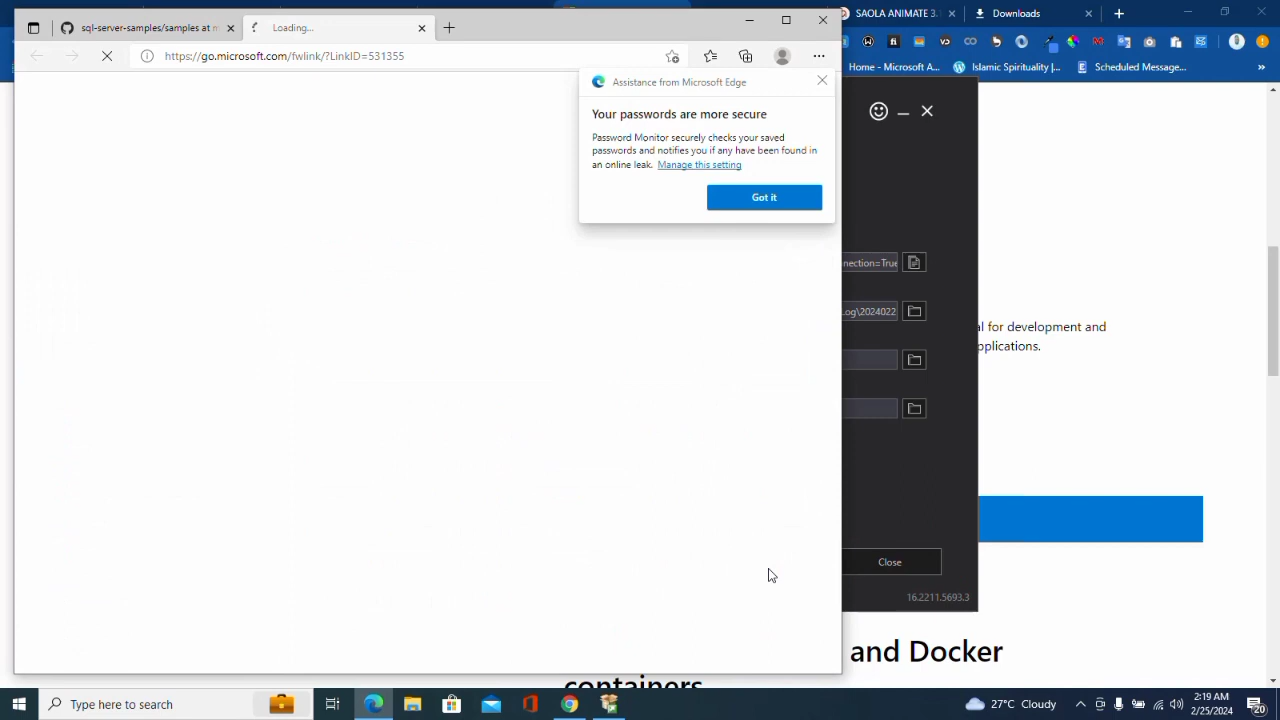 sql-server-samples/samples at m
Loading...
SAOLA ANIMATE 3.
Downloads
https://go.microsoft.com/fwlink/?LinkID=531355
Home - Microsoft A...
Islamic Spirituality |...
Scheduled Message...
»
Assistance from Microsoft Edge
Your passwords are more secure
Password Monitor securely checks your saved
passwords and notifies you if any have been found in
an online leak. Manage this setting
Got it
nection=True
Log\2024022
al for development and
pplications.
Close
16.2211.5693.3
and Docker
containers
Type here to search
27°C Cloudy
2:19 AM
2/25/2024
20